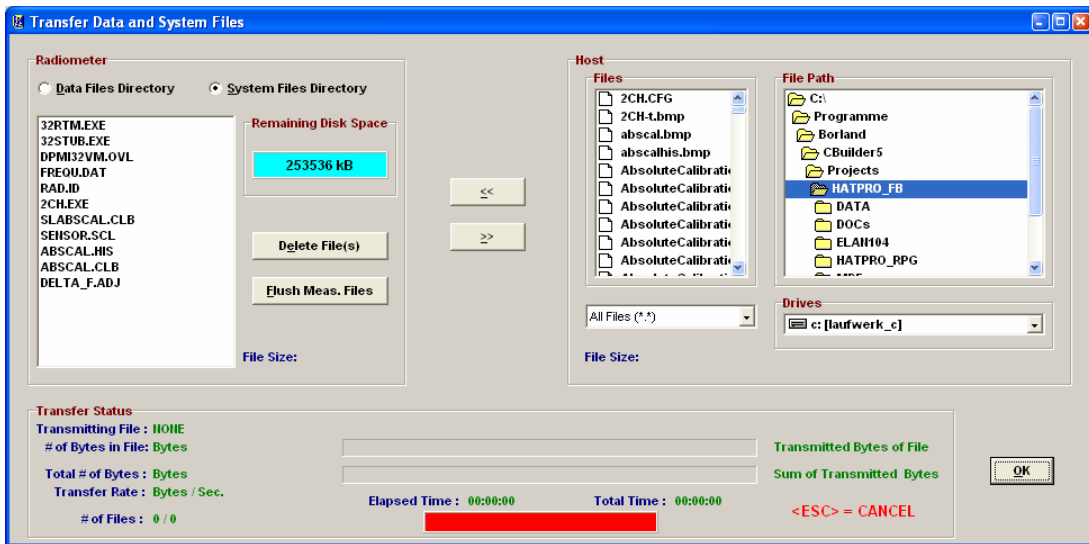 Transfer Data and System Files
Radiometer
Data Files Directory
System Files Directory
32RTM.EXE
32STUB.EXE
DPMI32VM.OVL
FREQU.DAT
RAD.ID
2CH.EXE
SLABSCAL.CLB
SENSOR.SCL
ABSCAL.HIS
ABSCAL.CLB
DELTA_F.ADJ
Remaining Disk Space
253536 kB
Delete File(s)
Flush Meas. Files
File Size:
<<
>>
Host
Files
2CH.CFG
2CH-t.bmp
abscal.bmp
abscalhis.bmp
AbsoluteCalibratio
AbsoluteCalibratio
AbsoluteCalibratio
AbsoluteCalibratio
AbsoluteCalibratio
All Files (*.*)
File Size:
File Path
C:\
Programme
Borland
CBuilder5
Projects
HATPRO_FB
DATA
DOCs
ELAN104
HATPRO_RPG
Drives
c: [laufwerk_c]
Transfer Status
Transmitting File : NONE
# of Bytes in File: Bytes
Transmitted Bytes of File
Total # of Bytes : Bytes
Sum of Transmitted Bytes
Transfer Rate : Bytes / Sec.
Elapsed Time : 00:00:00
Total Time : 00:00:00
# of Files : 0 / 0
<ESC> = CANCEL
OK